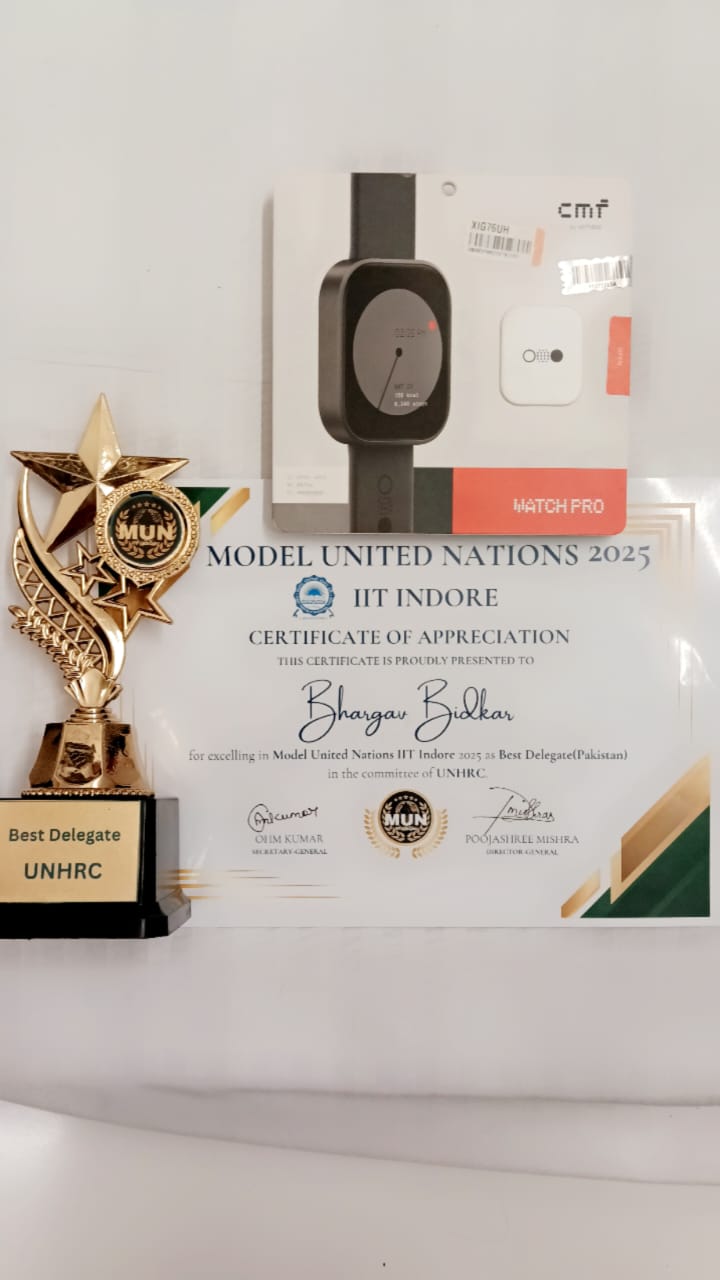 cmf
by NOTHING
XIG76UH
WATCH PRO
MUN
MODEL UNITED NATIONS 2025
IIT INDORE
CERTIFICATE OF APPRECIATION
THIS CERTIFICATE IS PROUDLY PRESENTED TO
Bhargav Bidkar
for excelling in Model United Nations IIT Indore 2025 as Best Delegate(Pakistan)
in the committee of UNHRC.
OHM KUMAR
SECRETARY-GENERAL
MUN
POOJASHREE MISHRA
DIRECTOR-GENERAL
Best Delegate
UNHRC